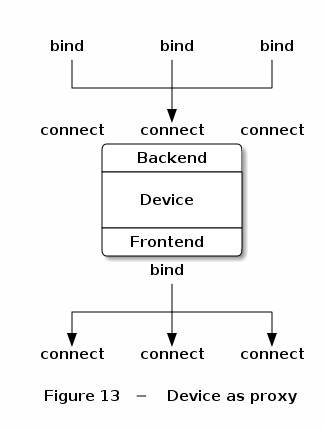 bind bind bind
connect connect connect
Backend
Device
Frontend
bind
connect connect connect
Figure 13 – Device as proxy